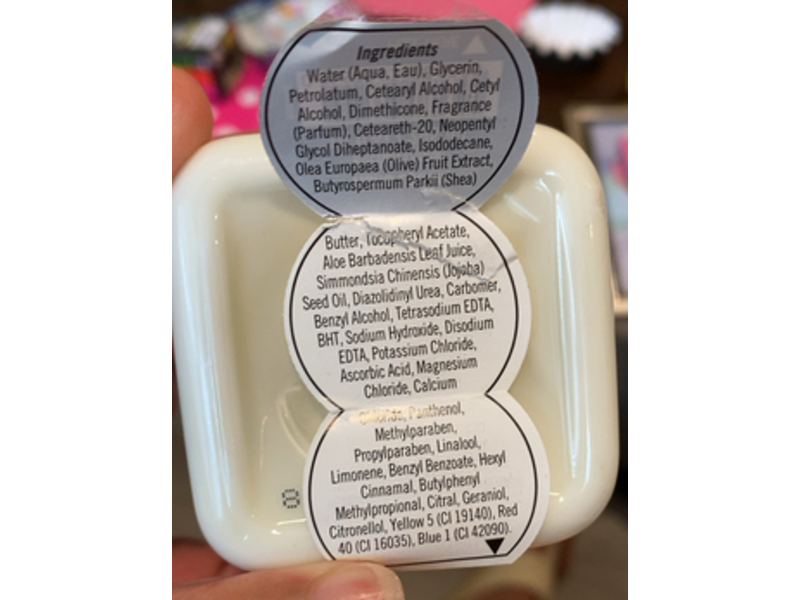 Ingredients
Water (Aqua, Eau), Glycerin,
Petrolatum, Cetearyl Alcohol, Cetyl
Alcohol, Dimethicone, Fragrance
(Parfum), Ceteareth-20, Neopentyl
Glycol Diheptanoate, Isododecane,
Olea Europaea (Olive) Fruit Extract,
Butyrospermum Parkii (Shea)
Butter, Tocopheryl Acetate,
Aloe Barbadensis Leaf Juice,
Simmondsia Chinensis (Jojoba)
Seed Oil, Diazolidinyl Urea, Carbomer,
Benzyl Alcohol, Tetrasodium EDTA,
BHT, Sodium Hydroxide, Disodium
EDTA, Potassium Chloride,
Ascorbic Acid, Magnesium
Chloride, Calcium
Chloride, Panthenol,
Methylparaben,
Propylparaben, Linalool,
Limonene, Benzyl Benzoate, Hexyl
Cinnamal, Butylphenyl
Methylpropional, Citral, Geraniol,
Citronellol, Yellow 5 (CI 19140), Red
40 (CI 16035), Blue 1 (CI 42090).